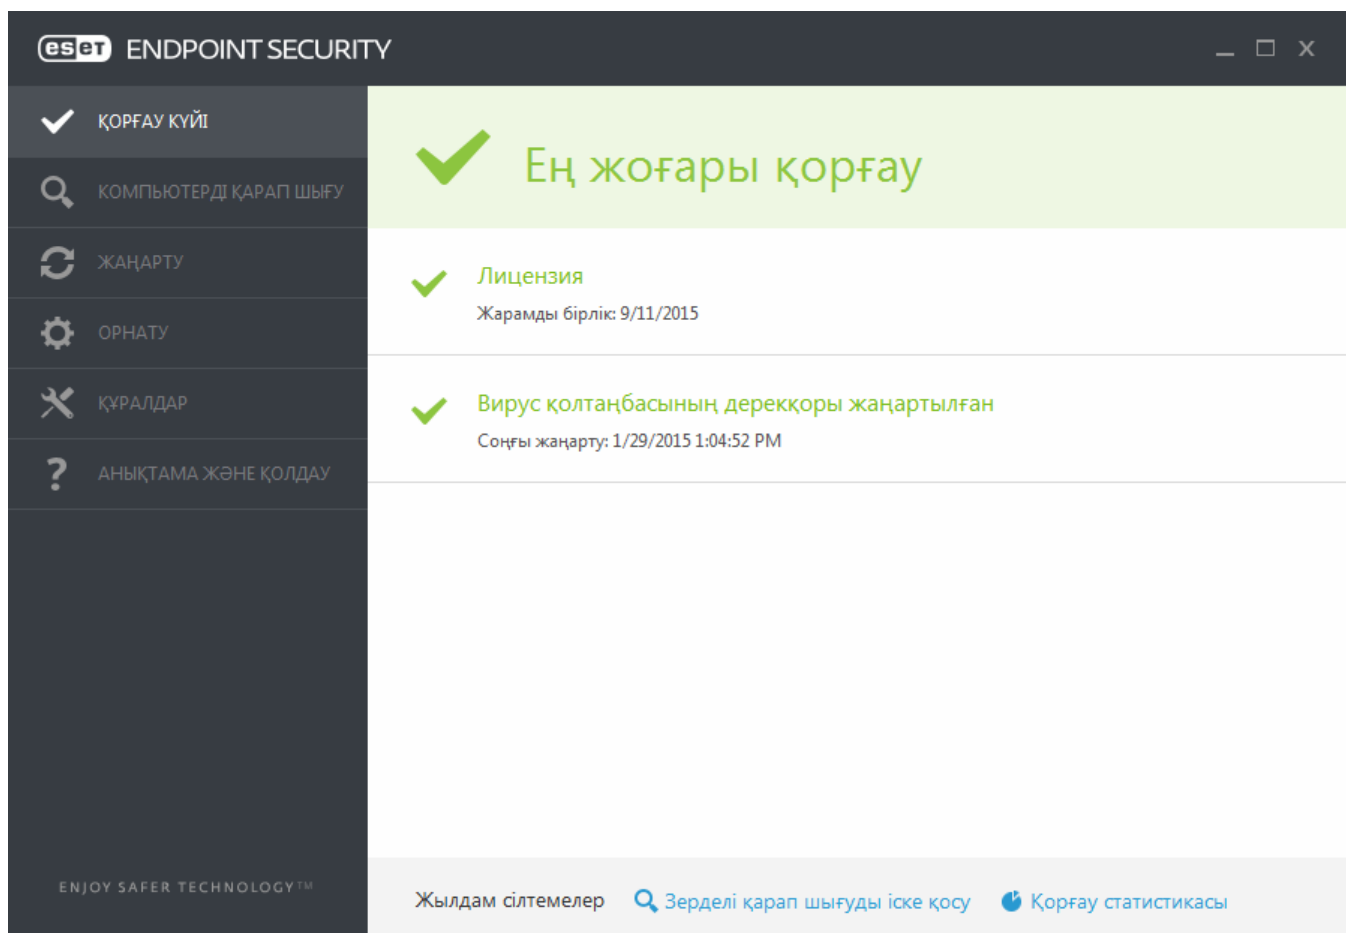 eset ENDPOINT SECURITY
ҚОРҒАУ КҮЙІ
КОМПЬЮТЕРДІ ҚАРАП ШЫҒУ
ЖАҢАРТУ
ОРНАТУ
ҚҰРАЛДАР
АНЫҚТАМА ЖӘНЕ ҚОЛДАУ
ENJOY SAFER TECHNOLOGY™
Ең жоғары қорғау
Лицензия
Жарамды бірлік: 9/11/2015
Вирус қолтаңбасының дерекқоры жаңартылған
Соңғы жаңарту: 1/29/2015 1:04:52 PM
Жылдам сілтемелер Зерделі қарап шығуды іске қосу Қорғау статистикасы